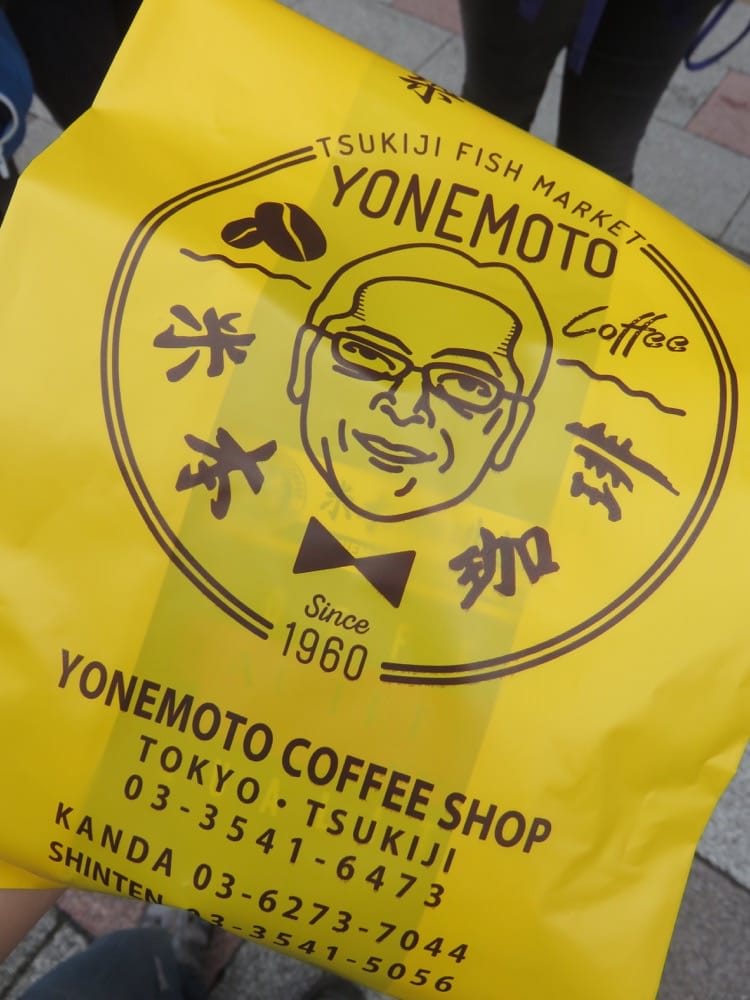 TSUKIJI FISH MARKET
YONEMOTO
Coffee
米本
珈琲
Since
1960
YONEMOTO COFFEE SHOP
TOKYO・TSUKIJI
03-3541-6473
KANDA 03-6273-7044
SHINTEN 03-3541-5056